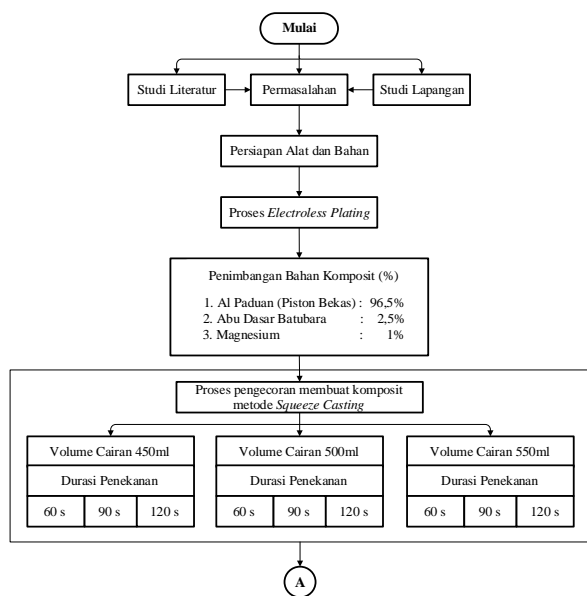 Mulai
Studi Literatur
Permasalahan
Studi Lapangan
Persiapan Alat dan Bahan
Proses Electroless Plating
Penimbangan Bahan Komposit (%)
1. Al Paduan (Piston Bekas) : 96,5%
2. Abu Dasar Batubara : 2,5%
3. Magnesium : 1%
Proses pengecoran membuat komposit
metode Squeeze Casting
Volume Cairan 450ml
Durasi Penekanan
60 s 90 s 120 s
Volume Cairan 500ml
Durasi Penekanan
60 s 90 s 120 s
Volume Cairan 550ml
Durasi Penekanan
60 s 90 s 120 s
A